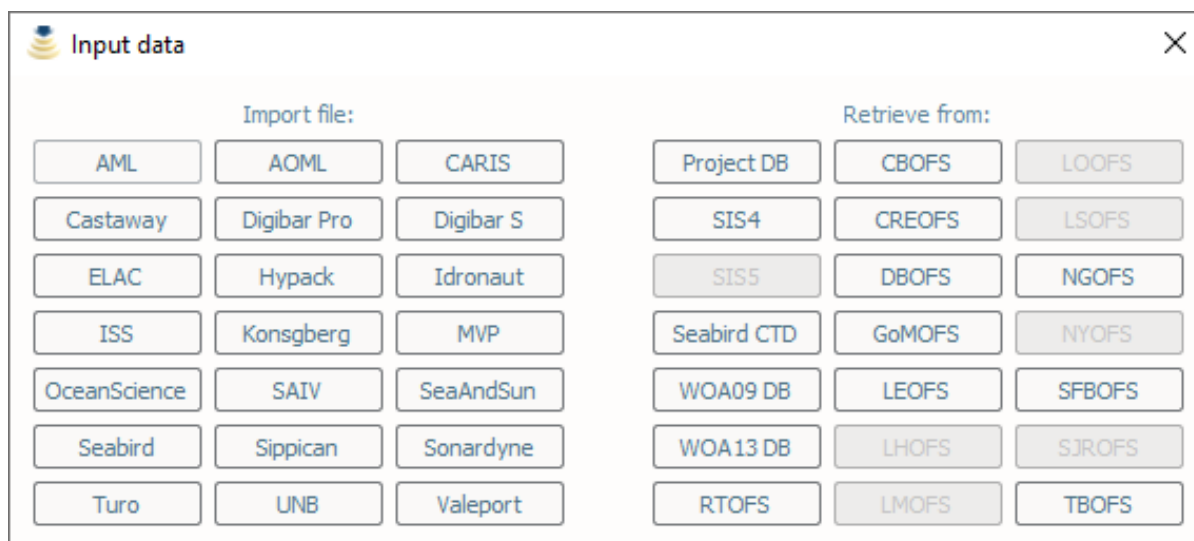 Input data
Import file: Retrieve from:
AML AOML CARIS Project DB CBOFS LOOFS
Castaway Digibar Pro Digibar S SIS4 CREOFS LSOFS
ELAC Hypack Idronaut SIS5 DBOFS NGOFS
ISS Konsgberg MVP Seabird CTD GoMOFS NYOFS
OceanScience SAIV SeaAndSun WOA09 DB LEOFS SFBOFS
Seabird Sippican Sonardyne WOA13 DB LHOFS SJROFS
Turo UNB Valeport RTOFS LMOFS TBOFS